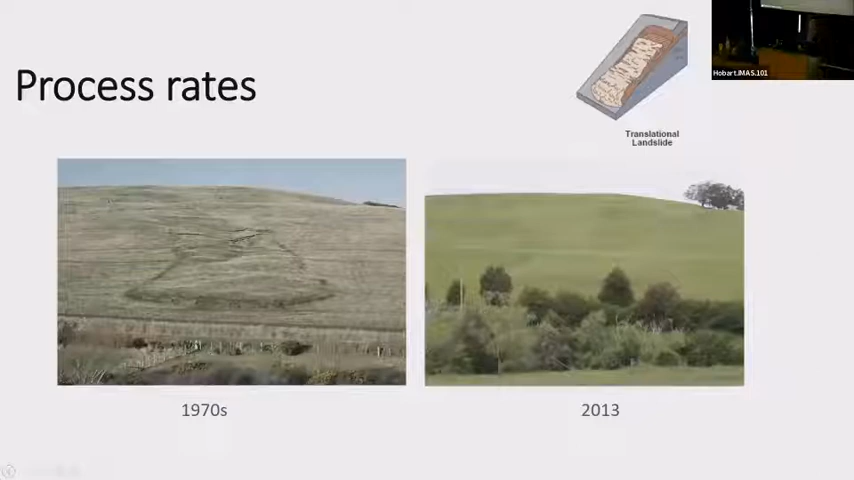 Process rates
Translational
Landslide
Hobart.IMAS.101
1970s
2013